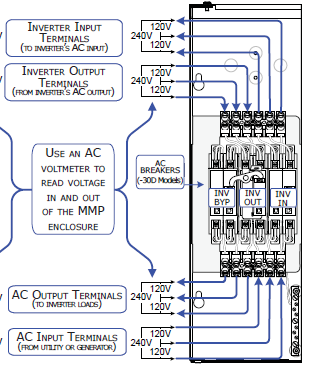 INVERTER INPUT
TERMINALS
(TO INVERTER'S AC INPUT)
120V
240V
120V
INVERTER OUTPUT
TERMINALS
(FROM INVERTER'S AC OUTPUT)
120V
240V
120V
USE AN AC
VOLTMETER TO
READ VOLTAGE
IN AND OUT
OF THE MMP
ENCLOSURE
AC
BREAKERS
(-30D Models)
INV
BYP
INV
OUT
INV
IN
AC OUTPUT TERMINALS
(TO INVERTER LOADS)
120V
240V
120V
AC INPUT TERMINALS
(FROM UTILITY OR GENERATOR)
120V
240V
120V